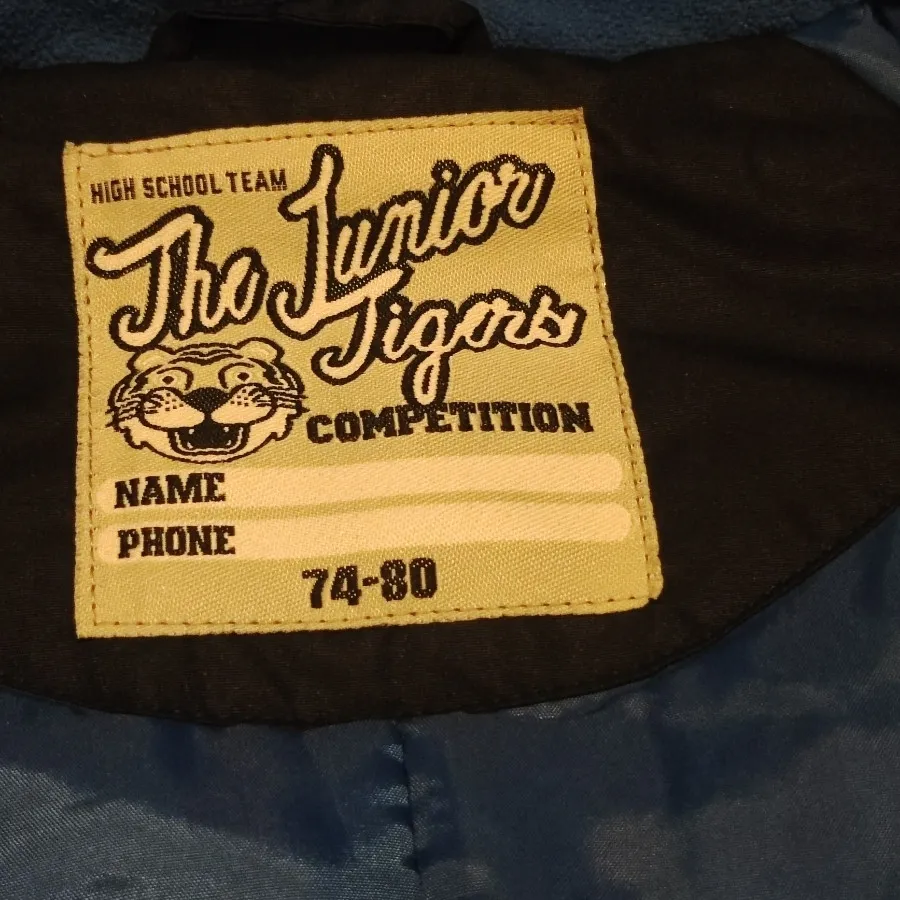 HIGH SCHOOL TEAM
The Junior
Tigers
COMPETITION
NAME
PHONE
74-80